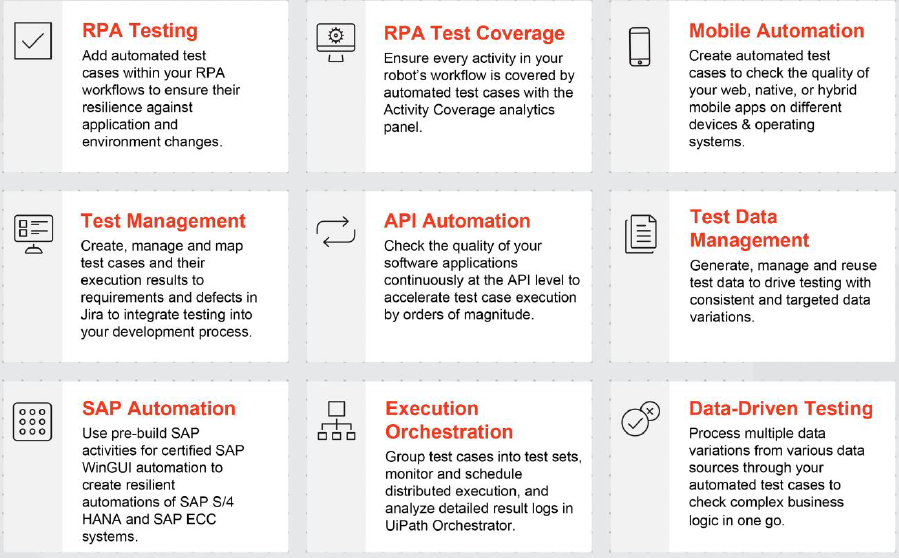 RPA Testing
Add automated test
cases within your RPA
workflows to ensure their
resilience against
application and
environment changes.
RPA Test Coverage
Ensure every activity in your
robot's workflow is covered by
automated test cases with the
Activity Coverage analytics
panel.
Mobile Automation
Create automated test
cases to check the quality of
your web, native, or hybrid
mobile apps on different
devices & operating
systems.
Test Management
Create, manage and map
test cases and their
execution results to
requirements and defects in
Jira to integrate testing into
your development process.
API Automation
Check the quality of your
software applications
continuously at the API level to
accelerate test case execution
by orders of magnitude.
Test Data
Management
Generate, manage and reuse
test data to drive testing with
consistent and targeted data
variations.
SAP Automation
Use pre-build SAP
activities for certified SAP
WinGUI automation to
create resilient
automations of SAP S/4
HANA and SAP ECC
systems.
Execution
Orchestration
Group test cases into test sets,
monitor and schedule
distributed execution, and
analyze detailed result logs in
UiPath Orchestrator.
Data-Driven Testing
Process multiple data
variations from various data
sources through your
automated test cases to
check complex business
logic in one go.